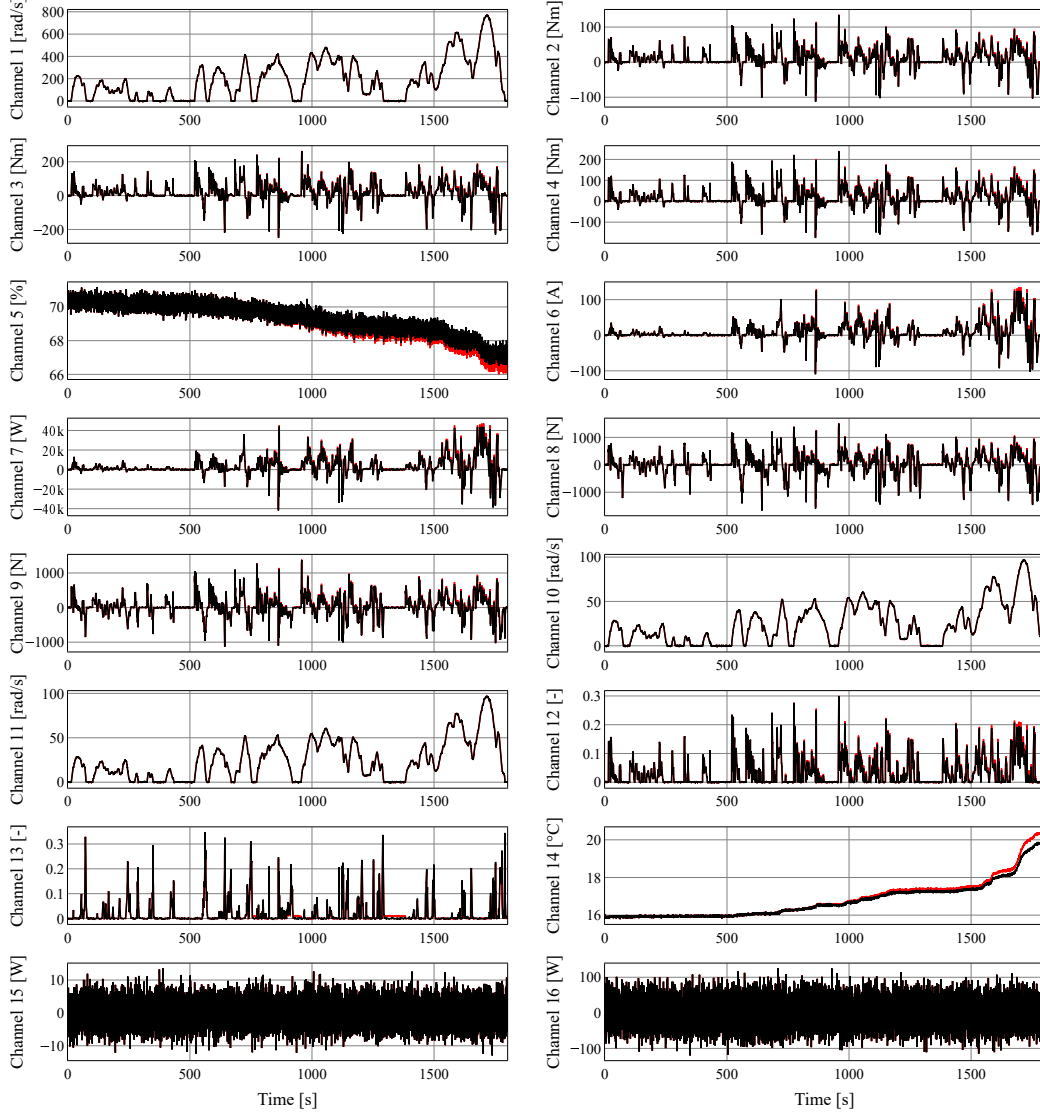 Channel 1 [rad/s]
800
600
400
200
0
0 500 1000 1500
Channel 2 [Nm]
100
0
−100
0 500 1000 1500
Channel 3 [Nm]
200
0
−200
0 500 1000 1500
Channel 4 [Nm]
200
100
0
−100
0 500 1000 1500
Channel 5 [%]
70
68
66
0 500 1000 1500
Channel 6 [A]
100
0
−100
0 500 1000 1500
Channel 7 [W]
40 k
20 k
0
−20 k
−40 k
0 500 1000 1500
Channel 8 [N]
1000
0
−1000
0 500 1000 1500
Channel 9 [N]
1000
0
−1000
0 500 1000 1500
Channel 10 [rad/s]
100
50
0
0 500 1000 1500
Channel 11 [rad/s]
100
50
0
0 500 1000 1500
Channel 12 [-]
0.3
0.2
0.1
0
0 500 1000 1500
Channel 13 [-]
0.3
0.2
0.1
0
0 500 1000 1500
Channel 14 [°C]
20
18
16
0 500 1000 1500
Channel 15 [W]
10
0
−10
0 500 1000 1500
Time [s]
Channel 16 [W]
100
0
−100
0 500 1000 1500
Time [s]